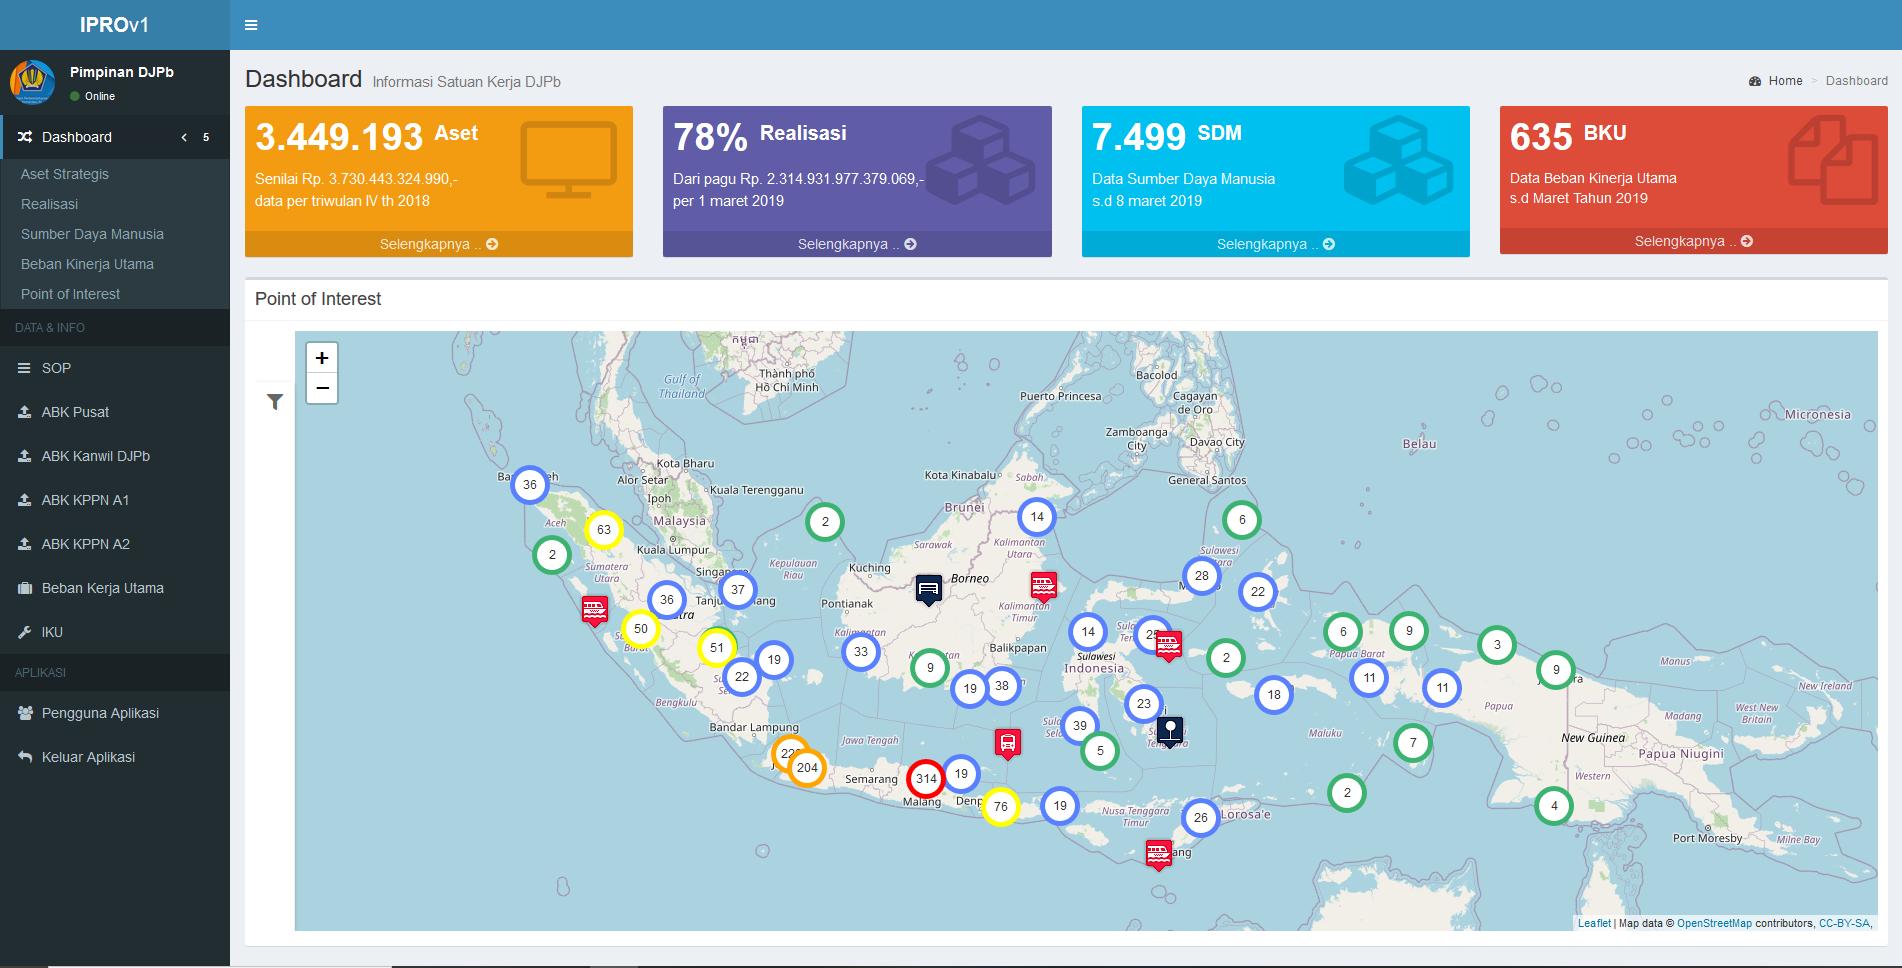 IPROv1
Pimpinan DJPb
Online
Dashboard 5
Aset Strategis
Realisasi
Sumber Daya Manusia
Beban Kinerja Utama
Point of Interest
DATA & INFO
SOP
ABK Pusat
ABK Kanwil DJPb
ABK KPPN A1
ABK KPPN A2
Beban Kerja Utama
IKU
APLIKASI
Pengguna Aplikasi
Keluar Aplikasi
Dashboard Informasi Satuan Kerja DJPb
Home > Dashboard
3.449.193 Aset
Senilai Rp. 3.730.443.324.990,-
data per triwulan IV th 2018
Selengkapnya ..
78% Realisasi
Dari pagu Rp. 2.314.931.977.379.069,-
per 1 maret 2019
Selengkapnya ..
7.499 SDM
Data Sumber Daya Manusia
s.d 8 maret 2019
Selengkapnya ..
635 BKU
Data Beban Kinerja Utama
s.d Maret Tahun 2019
Selengkapnya ..
Point of Interest
+
−
កម្ពុជា
Gulf of
Thailand
Thành phố
Hồ Chí Minh
Bacolod
Puerto Princesa
Cagayan
de Oro
Zamboanga
City
Davao City
General Santos
Belau
Micronesia
Kota Bharu
Alor Setar
Ipoh
Kuala Terengganu
Malaysia
Kuala Lumpur
Kota Kinabalu
Sabah
Brunei
Sarawak
Kalimantan
Utara
Aceh
Sumatera
Utara
Kepulauan
Riau
Kuching
Borneo
Pontianak
Kalimantan
Timur
Balikpapan
Sulawesi
Indonesia
Papua Barat
Papua
Maluku
Manus
New Ireland
Madang
West New
Britain
New Guinea
Papua Niugini
Western
Port Moresby
Milne Bay
Bengkulu
Bandar Lampung
Jawa Tengah
Semarang
Malang
Nusa Tenggara
Timur
Lorosa'e
36
63
2
2
14
6
36
37
28
22
50
51
19
22
33
9
19
38
14
2
6
9
3
9
11
11
18
23
39
5
7
204
314
19
76
19
26
2
4
Leaflet | Map data © OpenStreetMap contributors, CC-BY-SA,